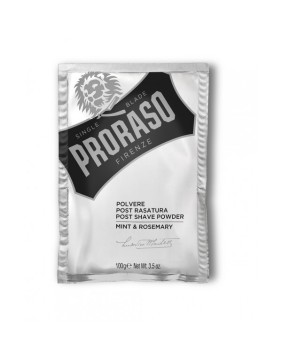 SINGLE BLADE
PRORASO
FIRENZE
POLVERE
POST RASATURA
POST SHAVE POWDER
MINT & ROSEMARY
100g℮ Net Wt. 3.5 oz.